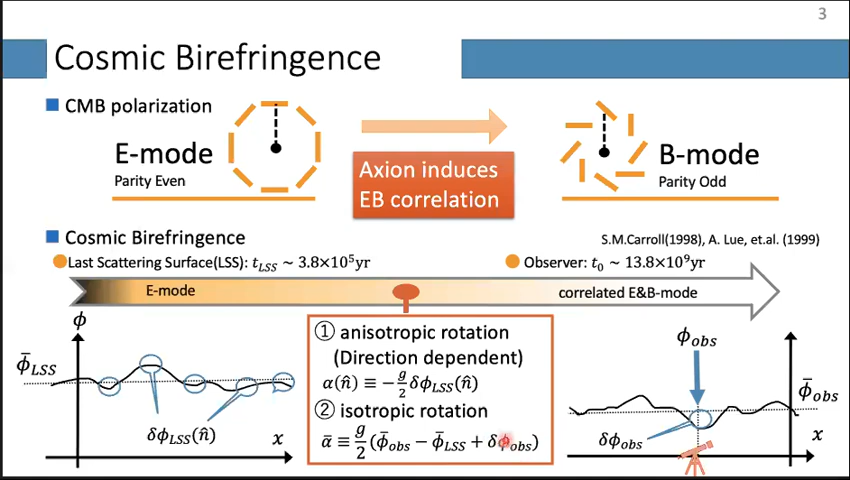 3
Cosmic Birefringence
CMB polarization
E-mode
Parity Even
Axion induces
EB correlation
B-mode
Parity Odd
Cosmic Birefringence
S.M.Carroll(1998), A. Lue, et.al. (1999)
Last Scattering Surface(LSS): t_LSS ~ 3.8×10⁵yr
Observer: t₀ ~ 13.8×10⁹yr
E-mode
correlated E&B-mode
ϕ
ϕ̄_LSS
δϕ_LSS(n̂)
x
① anisotropic rotation
(Direction dependent)
α(n̂) ≡ −g/2 δϕ_LSS(n̂)
② isotropic rotation
ᾱ ≡ g/2 (ϕ̄_obs − ϕ̄_LSS + δϕ_obs)
ϕ_obs
ϕ̄_obs
δϕ_obs
x